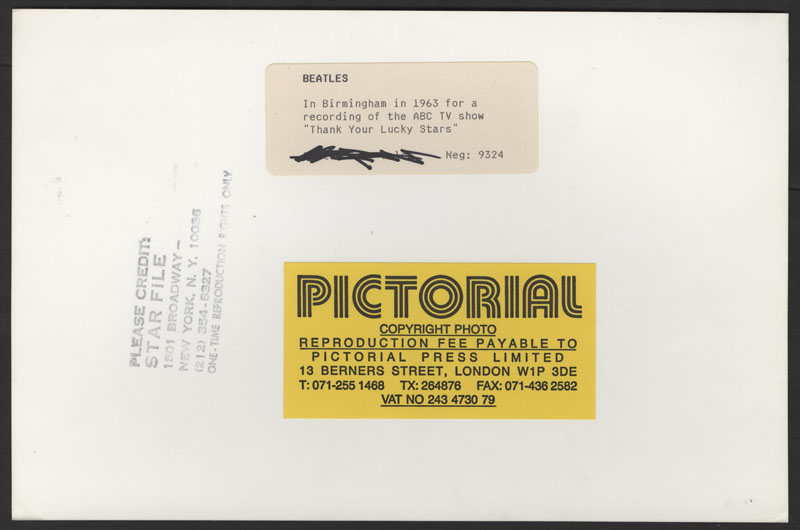 BEATLES
In Birmingham in 1963 for a
recording of the ABC TV show
"Thank Your Lucky Stars"
Neg: 9324
PLEASE CREDIT:
STAR FILE
1501 BROADWAY—
NEW YORK, N. Y. 10036
(212) 354-8327
ONE-TIME REPRODUCTION RIGHTS ONLY
PICTORIAL
COPYRIGHT PHOTO
REPRODUCTION FEE PAYABLE TO
PICTORIAL PRESS LIMITED
13 BERNERS STREET, LONDON W1P 3DE
T: 071-255 1468 TX: 264876 FAX: 071-436 2582
VAT NO 243 4730 79